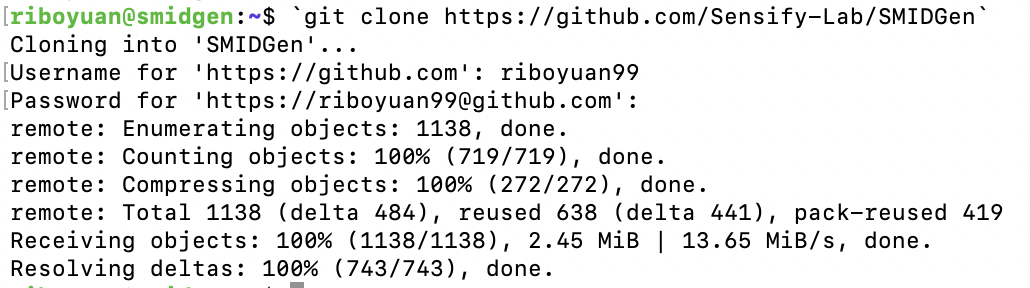 riboyuan@smidgen:~$ `git clone https://github.com/Sensify-Lab/SMIDGen`
Cloning into 'SMIDGen'...
Username for 'https://github.com': riboyuan99
Password for 'https://riboyuan99@github.com':
remote: Enumerating objects: 1138, done.
remote: Counting objects: 100% (719/719), done.
remote: Compressing objects: 100% (272/272), done.
remote: Total 1138 (delta 484), reused 638 (delta 441), pack-reused 419
Receiving objects: 100% (1138/1138), 2.45 MiB | 13.65 MiB/s, done.
Resolving deltas: 100% (743/743), done.